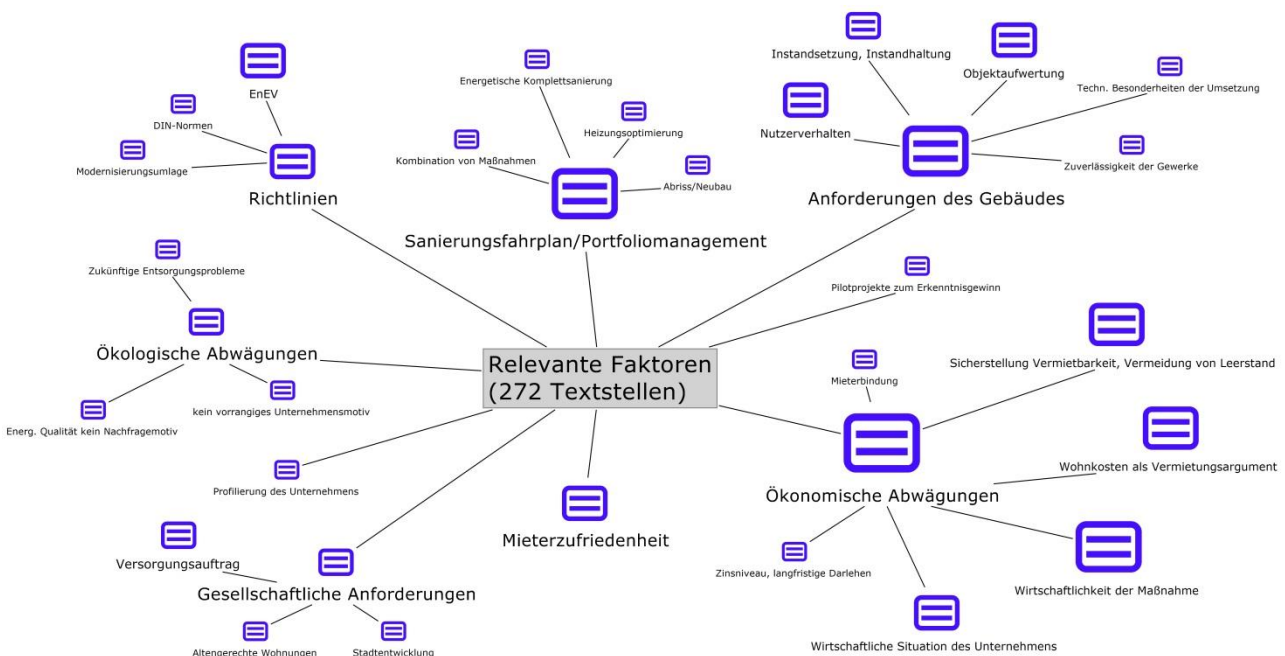 Instandsetzung, Instandhaltung
Objektaufwertung
Techn. Besonderheiten der Umsetzung
Nutzerverhalten
Zuverlässigkeit der Gewerke
Anforderungen des Gebäudes
EnEV
DIN-Normen
Modernisierungsumlage
Richtlinien
Energetische Komplettsanierung
Heizungsoptimierung
Kombination von Maßnahmen
Abriss/Neubau
Sanierungsfahrplan/Portfoliomanagement
Zukünftige Entsorgungsprobleme
Ökologische Abwägungen
kein vorrangiges Unternehmensmotiv
Energ. Qualität kein Nachfragemotiv
Pilotprojekte zum Erkenntnisgewinn
Relevante Faktoren
(272 Textstellen)
Sicherstellung Vermietbarkeit, Vermeidung von Leerstand
Mieterbindung
Wohnkosten als Vermietungsargument
Ökonomische Abwägungen
Zinsniveau, langfristige Darlehen
Wirtschaftlichkeit der Maßnahme
Wirtschaftliche Situation des Unternehmens
Profilierung des Unternehmens
Mieterzufriedenheit
Versorgungsauftrag
Gesellschaftliche Anforderungen
Altengerechte Wohnungen
Stadtentwicklung